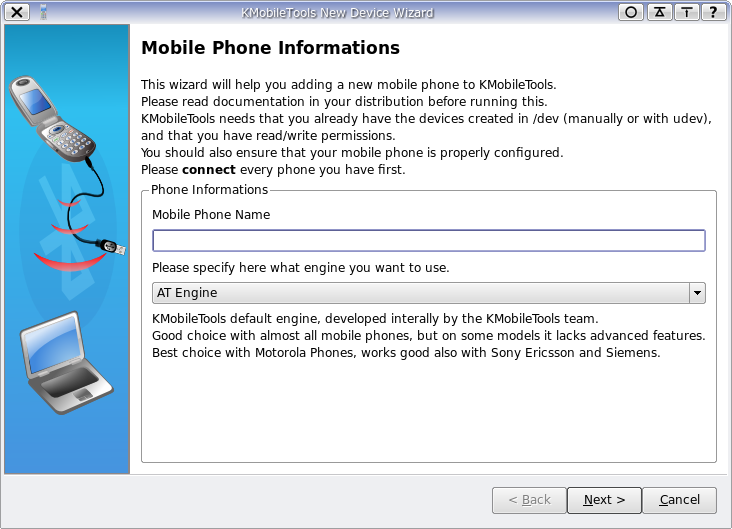 KMobileTools New Device Wizard
?
Mobile Phone Informations
This wizard will help you adding a new mobile phone to KMobileTools.
Please read documentation in your distribution before running this.
KMobileTools needs that you already have the devices created in /dev (manually or with udev),
and that you have read/write permissions.
You should also ensure that your mobile phone is properly configured.
Please connect every phone you have first.
Phone Informations
Mobile Phone Name
Please specify here what engine you want to use.
AT Engine
KMobileTools default engine, developed interally by the KMobileTools team.
Good choice with almost all mobile phones, but on some models it lacks advanced features.
Best choice with Motorola Phones, works good also with Sony Ericsson and Siemens.
< Back Next > Cancel